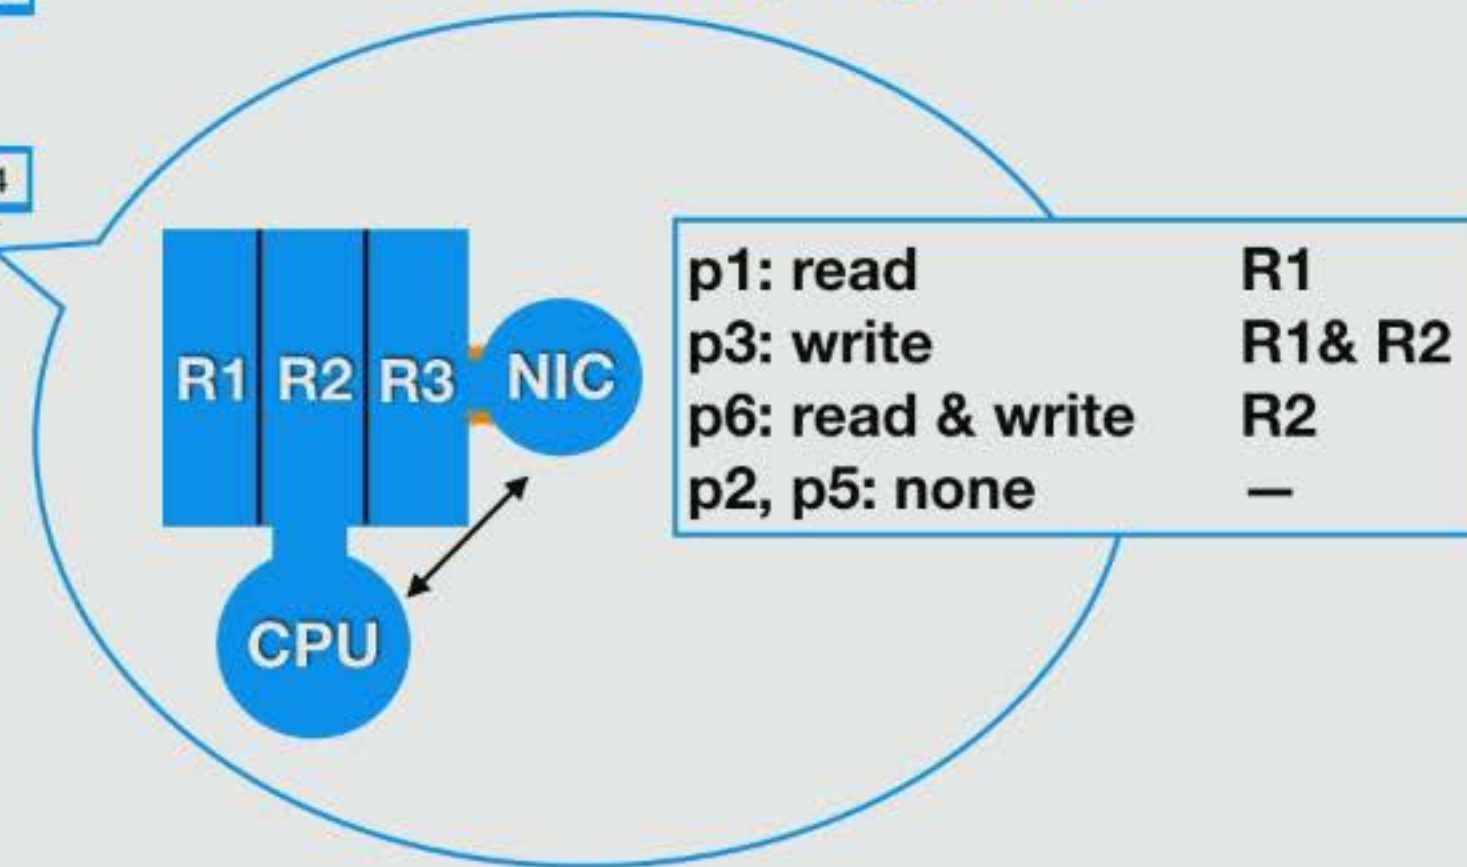 4
R1 R2 R3 NIC
CPU
p1: read R1
p3: write R1& R2
p6: read & write R2
p2, p5: none —